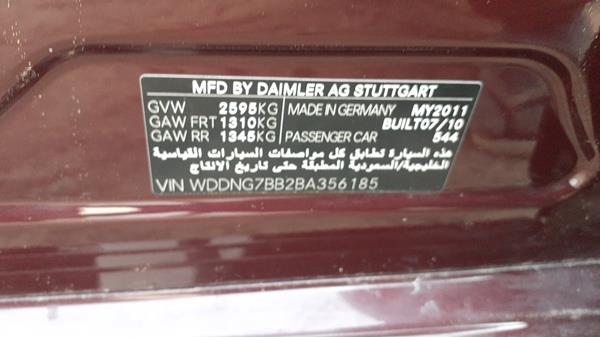 MFD BY DAIMLER AG STUTTGART
GVW 2595KG MADE IN GERMANY MY2011
GAW FRT 1310KG BUILT07/10
GAW RR 1345KG PASSENGER CAR 544
هذه السيارة تطابق كل مواصفات السيارات القياسية
الخليجية/السعودية المطبقة حتى تاريخ الانتاج
VIN WDDNG7BB2BA356185